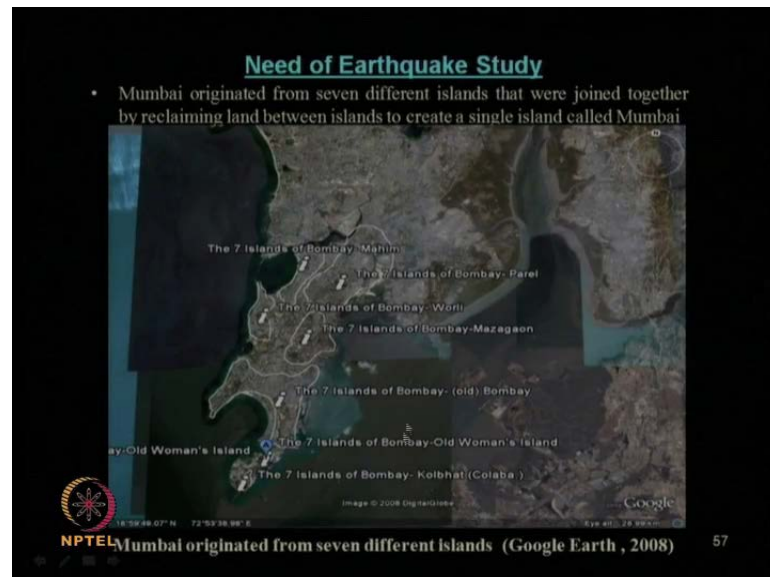 Need of Earthquake Study
• Mumbai originated from seven different islands that were joined together
by reclaiming land between islands to create a single island called Mumbai
The 7 Islands of Bombay- Mahim
The 7 Islands of Bombay- Parel
The 7 Islands of Bombay- Worli
The 7 Islands of Bombay-Mazagaon
The 7 Islands of Bombay- (old) Bombay
ay-Old Woman's Island
The 7 Islands of Bombay-Old Woman's Island
The 7 Islands of Bombay- Kolbhat (Colaba )
Image © 2008 DigitalGlobe
Google
Eye alt
NPTEL
Mumbai originated from seven different islands (Google Earth , 2008)
57